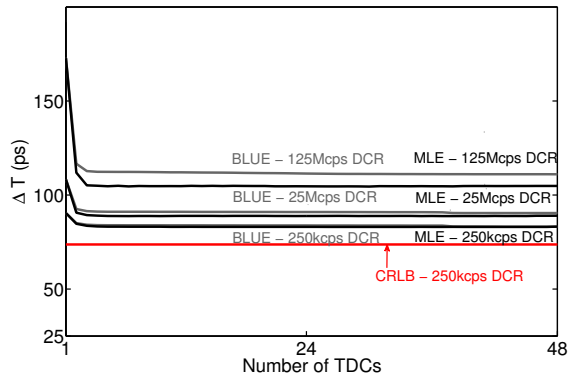 150
BLUE − 125Mcps DCR MLE − 125Mcps DCR
100
BLUE − 25Mcps DCR MLE − 25Mcps DCR
BLUE − 250kcps DCR MLE − 250kcps DCR
CRLB − 250kcps DCR
50
25
1 24 48
Δ T (ps)
Number of TDCs